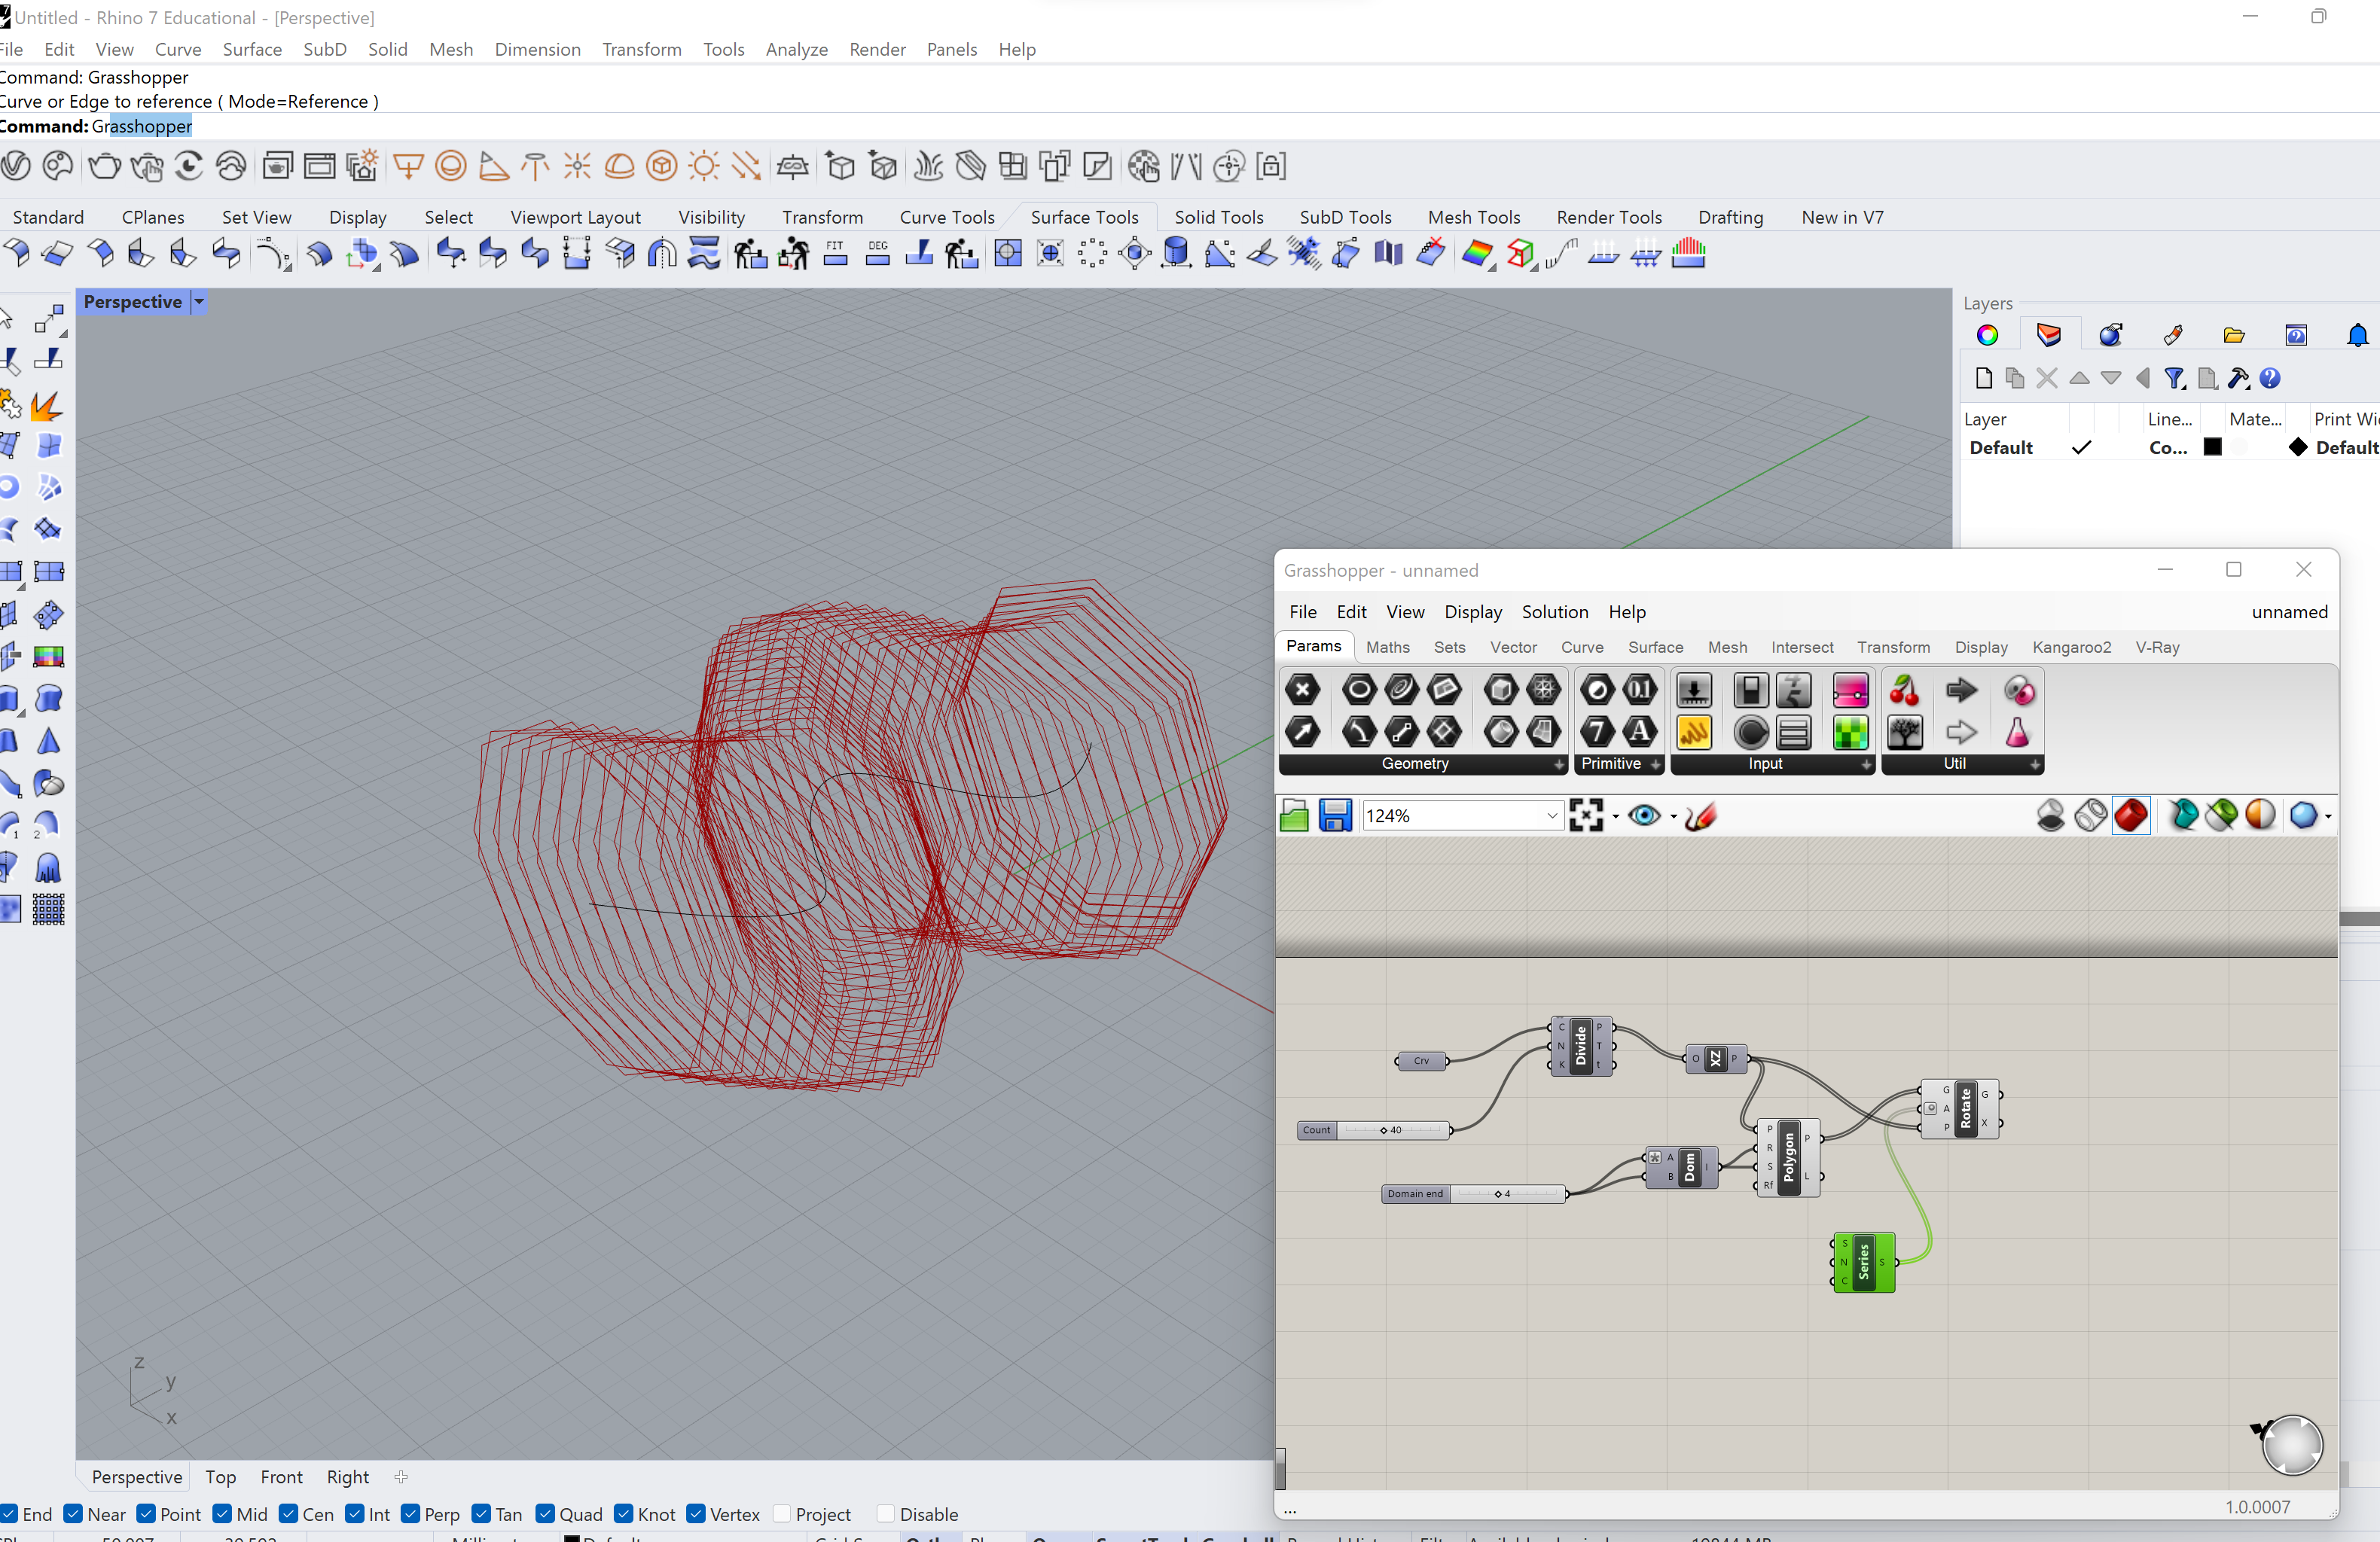 Untitled - Rhino 7 Educational - [Perspective]
File Edit View Curve Surface SubD Solid Mesh Dimension Transform Tools Analyze Render Panels Help
Command: Grasshopper
Curve or Edge to reference ( Mode=Reference )
Command: Grasshopper
Standard CPlanes Set View Display Select Viewport Layout Visibility Transform Curve Tools Surface Tools Solid Tools SubD Tools Mesh Tools Render Tools Drafting New in V7
FIT DEG
Perspective
Layers
Layer Line... Mate... Print Wi
Default Co... Default
Grasshopper - unnamed
File Edit View Display Solution Help unnamed
Params Maths Sets Vector Curve Surface Mesh Intersect Transform Display Kangaroo2 V-Ray
Geometry Primitive Input Util
124%
Crv
C N K Divide P T t
O XZ P
Count 40
Domain end 4
A B Dom I
P R S Rf Polygon P L
G A P Rotate G X
S N C Series S
z
y
x
Perspective Top Front Right
...
1.0.0007
End Near Point Mid Cen Int Perp Tan Quad Knot Vertex Project Disable